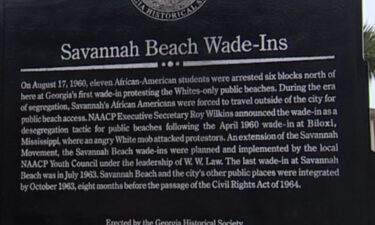 GEORGIA HISTORICAL SOCIETY
Savannah Beach Wade-Ins
On August 17, 1960, eleven African-American students were arrested six blocks north of
here at Georgia's first wade-in protesting the Whites-only public beaches. During the era
of segregation, Savannah's African Americans were forced to travel outside of the city for
public beach access. NAACP Executive Secretary Roy Wilkins announced the wade-in as a
desegregation tactic for public beaches following the April 1960 wade-in at Biloxi,
Mississippi, where an angry White mob attacked protestors. An extension of the Savannah
Movement, the Savannah Beach wade-ins were planned and implemented by the local
NAACP Youth Council under the leadership of W. W. Law. The last wade-in at Savannah
Beach was in July 1963. Savannah Beach and the city's other public places were integrated
by October 1963, eight months before the passage of the Civil Rights Act of 1964.
Erected by the Georgia Historical Society